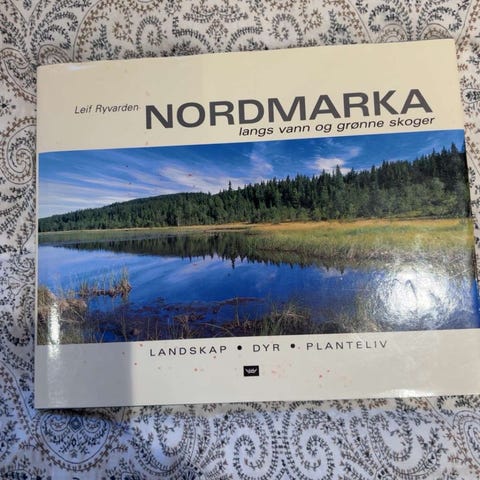 Leif Ryvarden
NORDMARKA
langs vann og grønne skoger
LANDSKAP • DYR • PLANTELIV